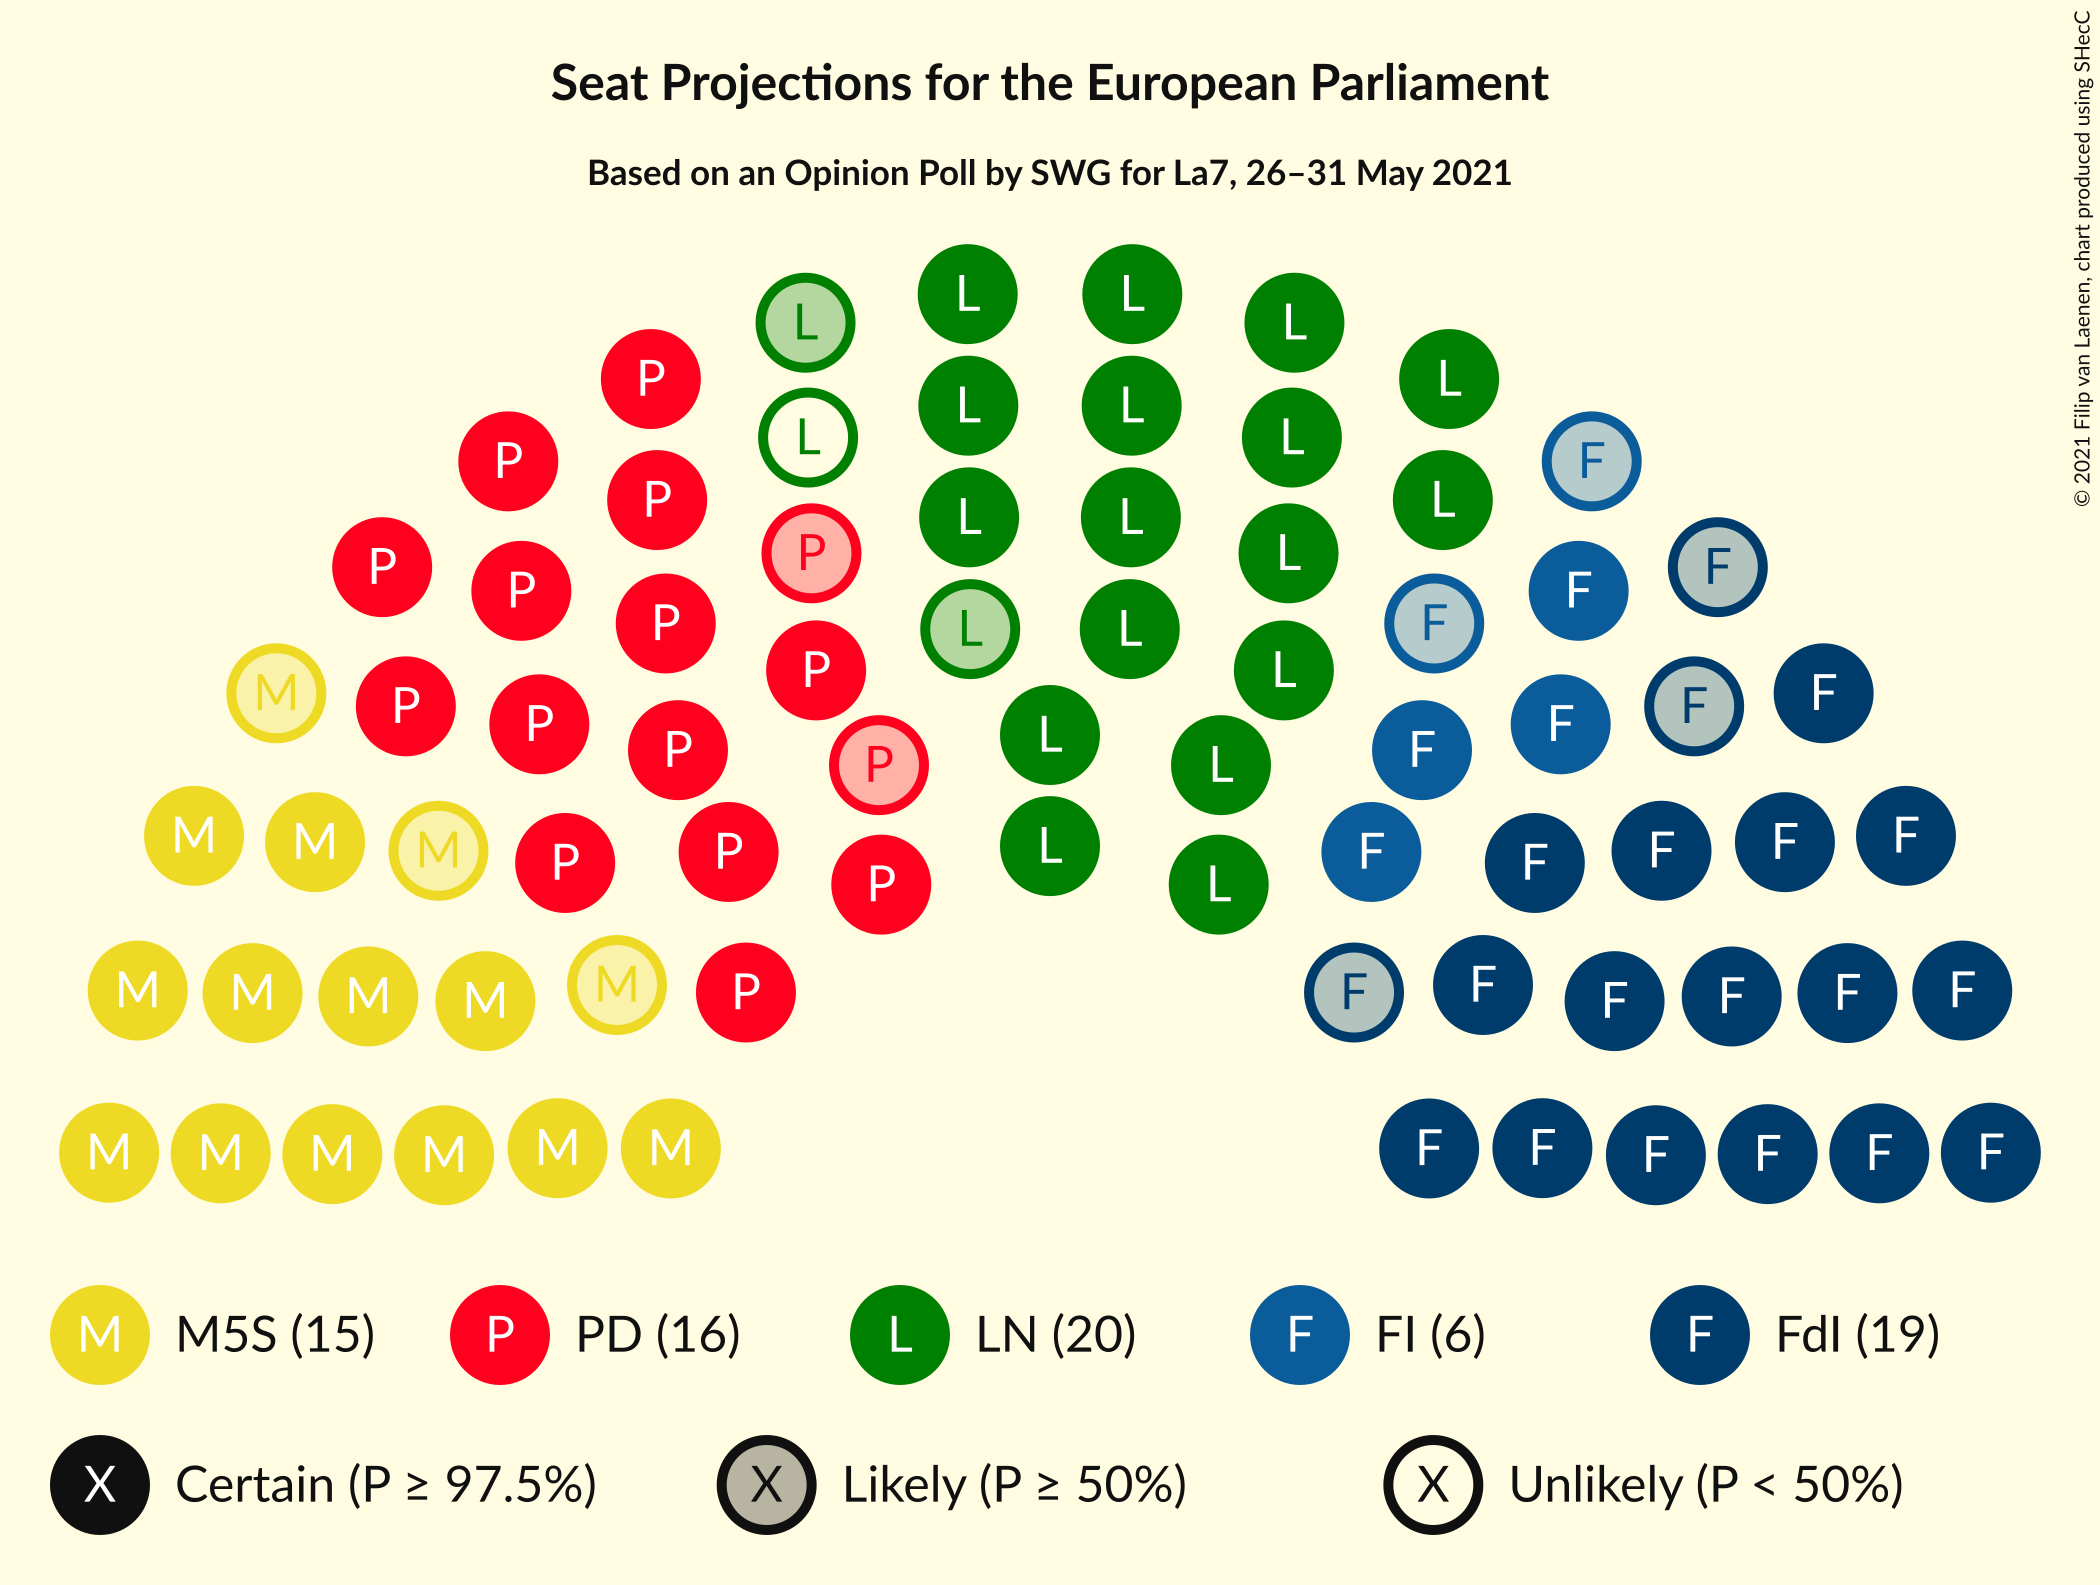 Seat Projections for the European Parliament
Based on an Opinion Poll by SWG for La7, 26–31 May 2021
© 2021 Filip van Laenen, chart produced using SHecC
L L L L
P L L
P L L L L F
P P L L
P L L F
P P L L F F
P P L L F
M P L L F F
P P P L F F
P L L
M M M P P L F F F F F
P L L
M M M M M P F F F F F F
M M M M M M F F F F F F
M M5S (15) P PD (16) L LN (20) F FI (6) F FdI (19)
X Certain (P ≥ 97.5%) X Likely (P ≥ 50%) X Unlikely (P < 50%)